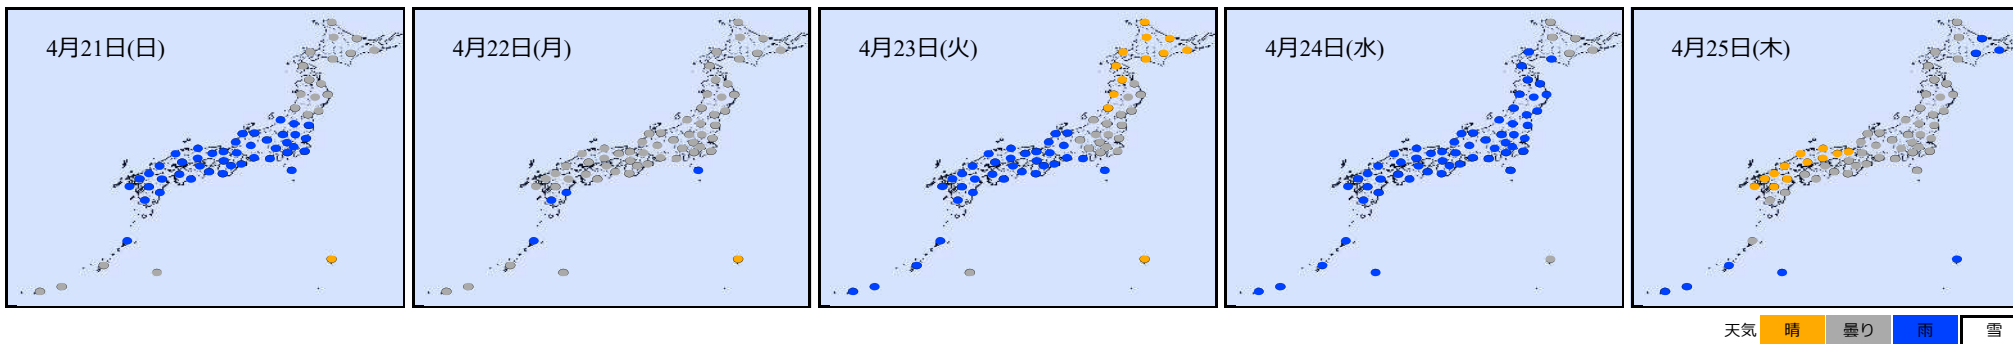 4月21日(日)
4月22日(月)
4月23日(火)
4月24日(水)
4月25日(木)
天気 晴 曇り 雨 雪